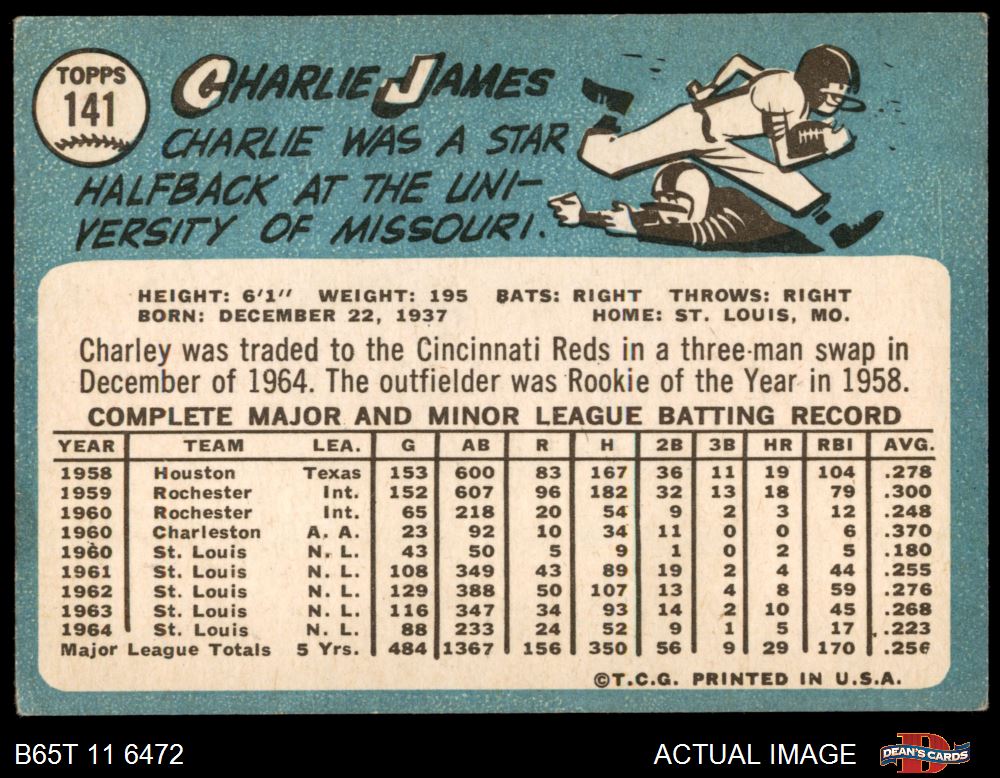 TOPPS
141
CHARLIE JAMES
CHARLIE WAS A STAR
HALFBACK AT THE UNI-
VERSITY OF MISSOURI.
HEIGHT: 6'1" WEIGHT: 195 BATS: RIGHT THROWS: RIGHT
BORN: DECEMBER 22, 1937 HOME: ST. LOUIS, MO.
Charley was traded to the Cincinnati Reds in a three-man swap in
December of 1964. The outfielder was Rookie of the Year in 1958.
COMPLETE MAJOR AND MINOR LEAGUE BATTING RECORD
YEAR TEAM LEA. G AB R H 2B 3B HR RBI AVG.
1958 Houston Texas 153 600 83 167 36 11 19 104 .278
1959 Rochester Int. 152 607 96 182 32 13 18 79 .300
1960 Rochester Int. 65 218 20 54 9 2 3 12 .248
1960 Charleston A. A. 23 92 10 34 11 0 0 6 .370
1960 St. Louis N. L. 43 50 5 9 1 0 2 5 .180
1961 St. Louis N. L. 108 349 43 89 19 2 4 44 .255
1962 St. Louis N. L. 129 388 50 107 13 4 8 59 .276
1963 St. Louis N. L. 116 347 34 93 14 2 10 45 .268
1964 St. Louis N. L. 88 233 24 52 9 1 5 17 .223
Major League Totals 5 Yrs. 484 1367 156 350 56 9 29 170 .256
©T.C.G. PRINTED IN U.S.A.
B65T 11 6472 ACTUAL IMAGE DEAN'S CARDS